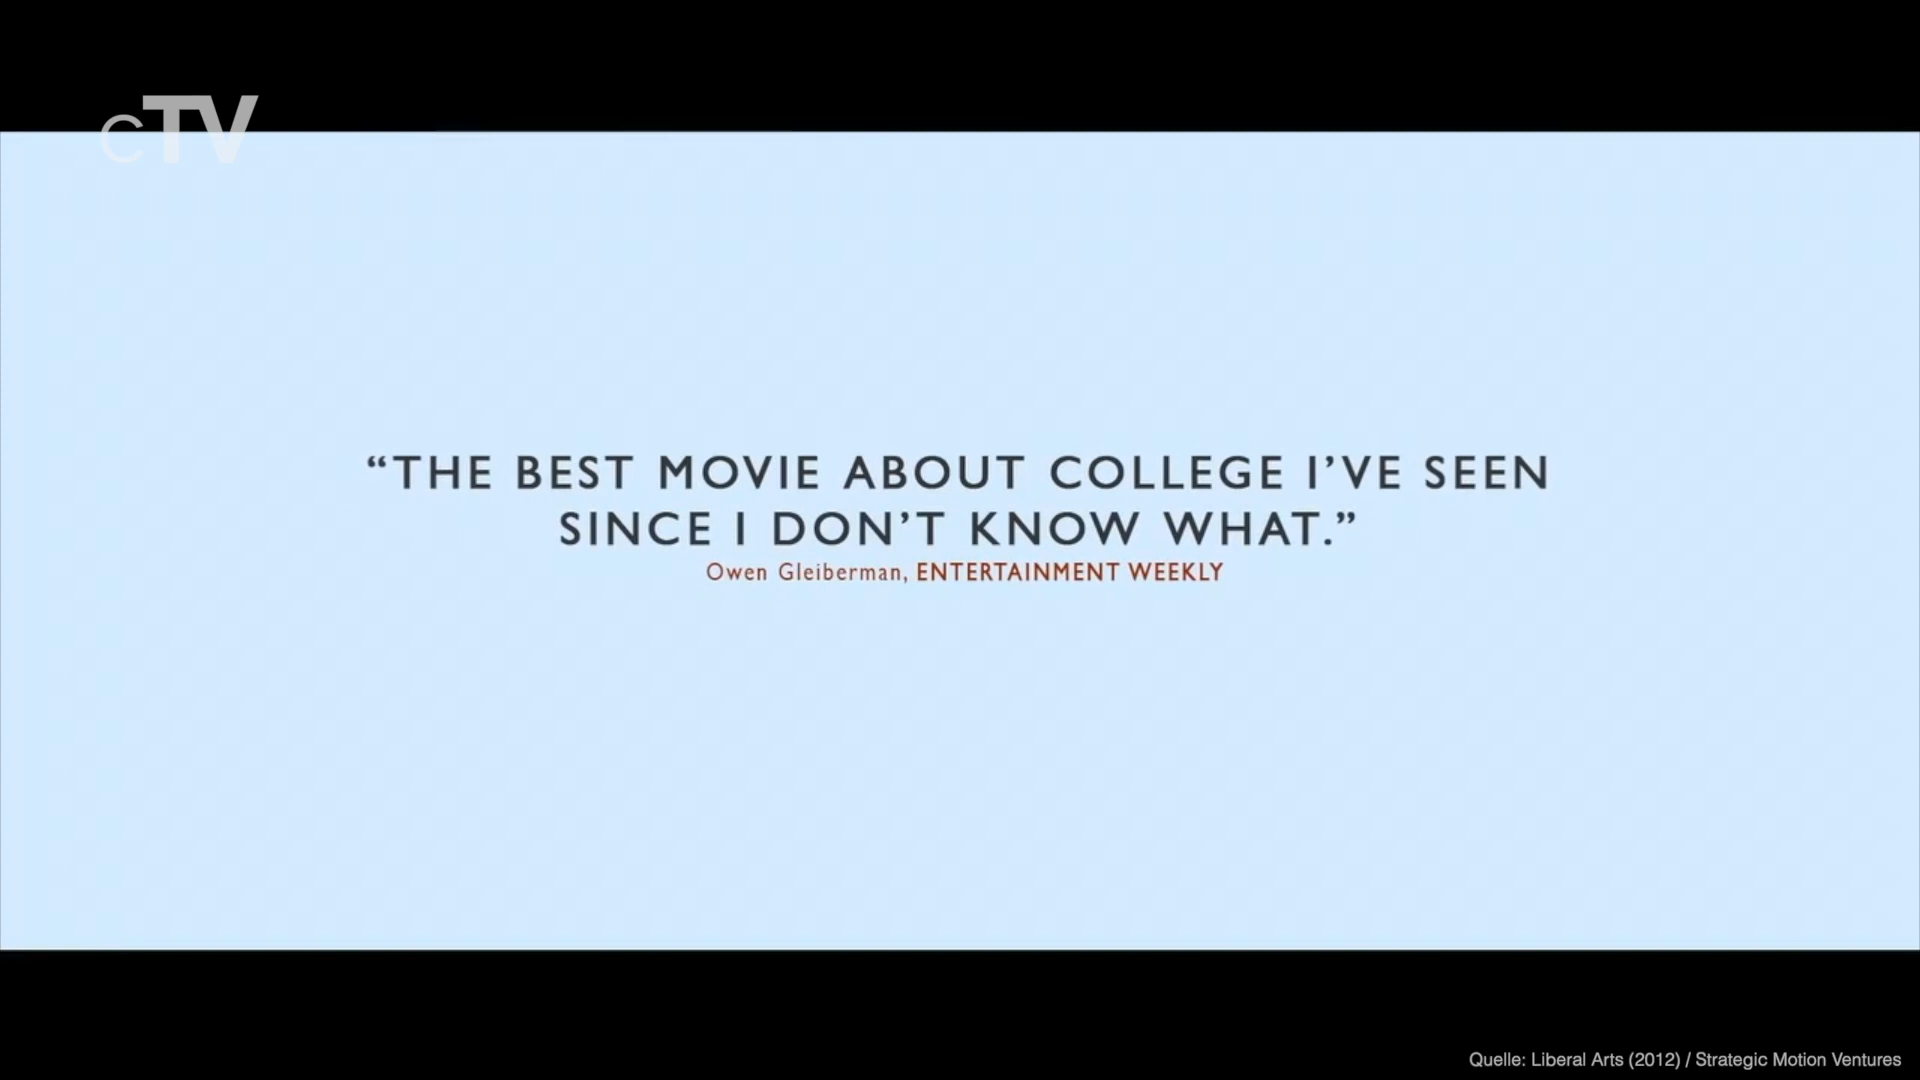 cTV
“THE BEST MOVIE ABOUT COLLEGE I’VE SEEN
SINCE I DON’T KNOW WHAT.”
Owen Gleiberman, ENTERTAINMENT WEEKLY
Quelle: Liberal Arts (2012) / Strategic Motion Ventures